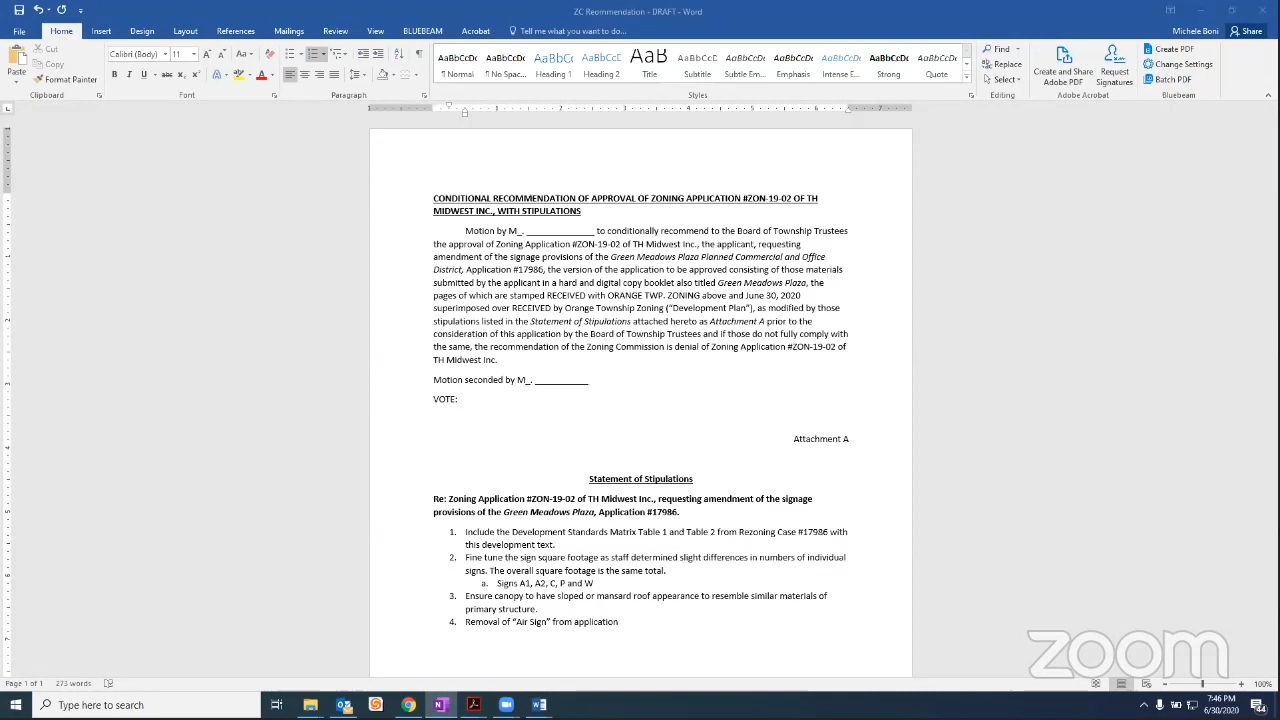 ZC Reommendation - DRAFT - Word
Michele Boni
Share
File Home Insert Design Layout References Mailings Review View BLUEBEAM Acrobat Tell me what you want to do...
Paste
Cut
Copy
Format Painter
Clipboard
Calibri (Body) 11
Font
Paragraph
AaBbCcDc ¶ Normal
AaBbCcDc ¶ No Spac...
AaBbC( Heading 1
AaBbCcC Heading 2
AaB Title
AaBbCcC Subtitle
AaBbCcDc Subtle Em...
AaBbCcDc Emphasis
AaBbCcDc Intense E...
AaBbCcDc Strong
AaBbCcDc Quote
Styles
Find
Replace
Select
Editing
Create and Share Adobe PDF
Request Signatures
Adobe Acrobat
Create PDF
Change Settings
Batch PDF
Bluebeam
CONDITIONAL RECOMMENDATION OF APPROVAL OF ZONING APPLICATION #ZON-19-02 OF TH
MIDWEST INC., WITH STIPULATIONS
Motion by M_. ______________ to conditionally recommend to the Board of Township Trustees
the approval of Zoning Application #ZON-19-02 of TH Midwest Inc., the applicant, requesting
amendment of the signage provisions of the Green Meadows Plaza Planned Commercial and Office
District, Application #17986, the version of the application to be approved consisting of those materials
submitted by the applicant in a hard and digital copy booklet also titled Green Meadows Plaza, the
pages of which are stamped RECEIVED with ORANGE TWP. ZONING above and June 30, 2020
superimposed over RECEIVED by Orange Township Zoning (“Development Plan”), as modified by those
stipulations listed in the Statement of Stipulations attached hereto as Attachment A prior to the
consideration of this application by the Board of Township Trustees and if those do not fully comply with
the same, the recommendation of the Zoning Commission is denial of Zoning Application #ZON-19-02 of
TH Midwest Inc.
Motion seconded by M_. ___________
VOTE:
Attachment A
Statement of Stipulations
Re: Zoning Application #ZON-19-02 of TH Midwest Inc., requesting amendment of the signage
provisions of the Green Meadows Plaza, Application #17986.
1. Include the Development Standards Matrix Table 1 and Table 2 from Rezoning Case #17986 with
this development text.
2. Fine tune the sign square footage as staff determined slight differences in numbers of individual
signs. The overall square footage is the same total.
a. Signs A1, A2, C, P and W
3. Ensure canopy to have sloped or mansard roof appearance to resemble similar materials of
primary structure.
4. Removal of “Air Sign” from application
zoom
Page 1 of 1 273 words
100%
Type here to search
7:46 PM
6/30/2020